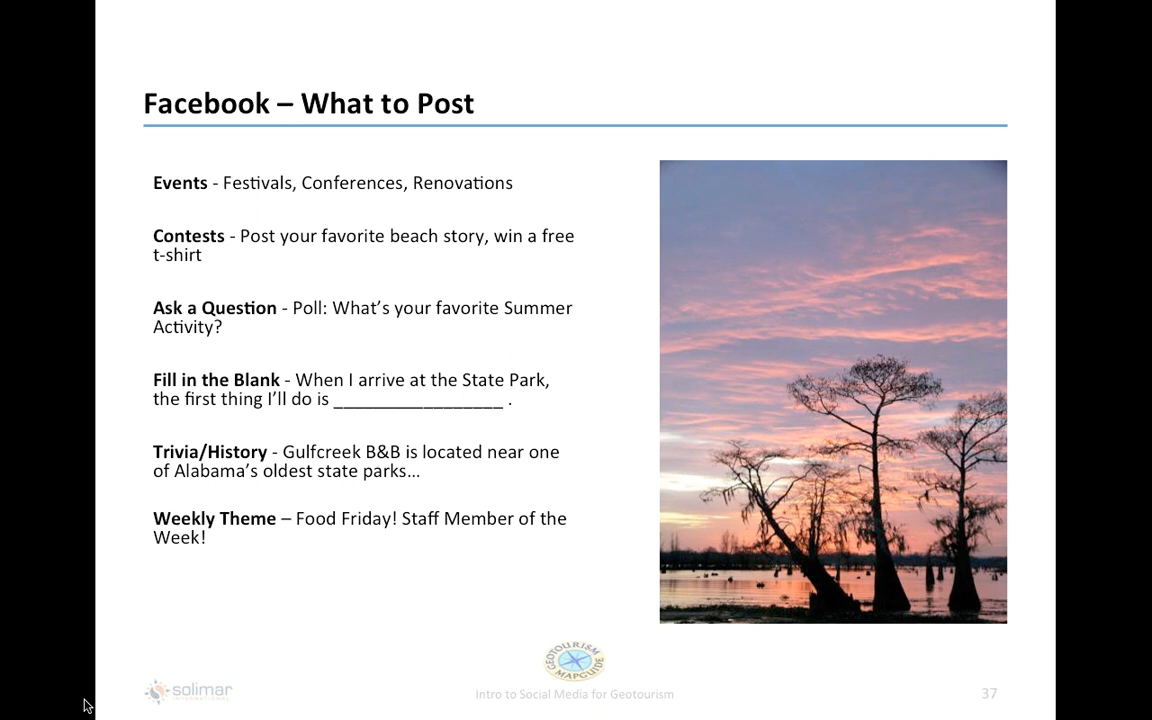 Facebook – What to Post
Events - Festivals, Conferences, Renovations
Contests - Post your favorite beach story, win a free
t-shirt
Ask a Question - Poll: What's your favorite Summer
Activity?
Fill in the Blank - When I arrive at the State Park,
the first thing I'll do is _________________ .
Trivia/History - Gulfcreek B&B is located near one
of Alabama's oldest state parks...
Weekly Theme – Food Friday! Staff Member of the
Week!
GEOTOURISM
MAPGUIDE
solimar
INTERNATIONAL
Intro to Social Media for Geotourism
37